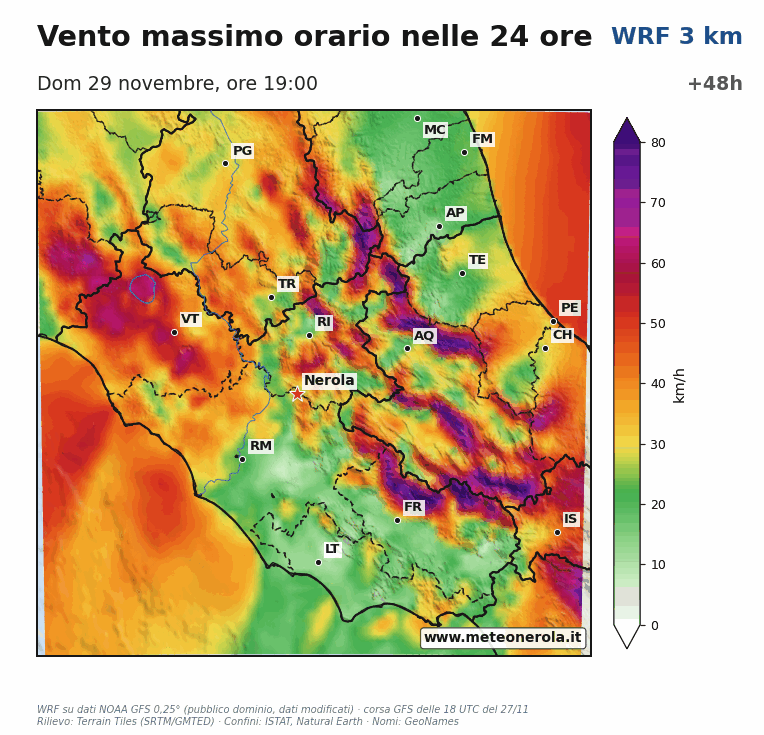 Vento massimo orario nelle 24 ore WRF 3 km
Dom 29 novembre, ore 19:00 +48h
MC
FM
PG
AP
TE
TR
PE
VT
RI
AQ
CH
Nerola
RM
FR
IS
LT
80
70
60
50
40
30
20
10
0
km/h
www.meteonerola.it
WRF su dati NOAA GFS 0,25° (pubblico dominio, dati modificati) · corsa GFS delle 18 UTC del 27/11
Rilievo: Terrain Tiles (SRTM/GMTED) · Confini: ISTAT, Natural Earth · Nomi: GeoNames